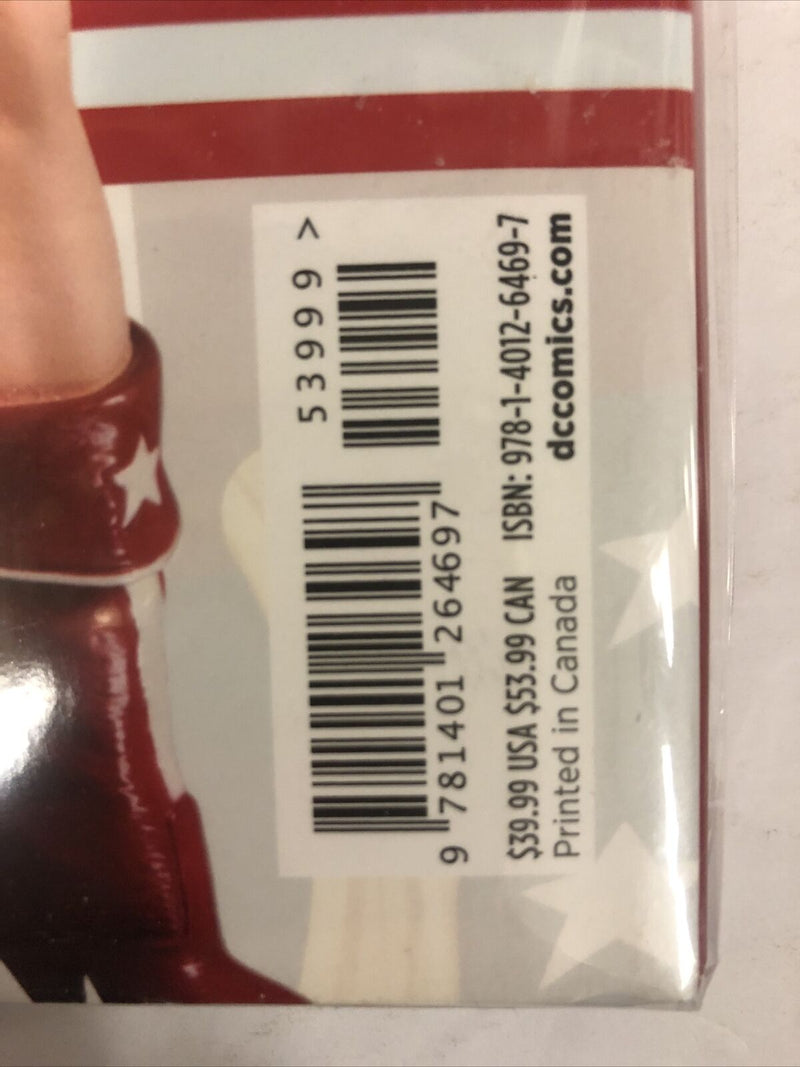 53999 >
9 781401 264697
$39.99 USA $53.99 CAN ISBN: 978-1-4012-6469-7
Printed in Canada dccomics.com